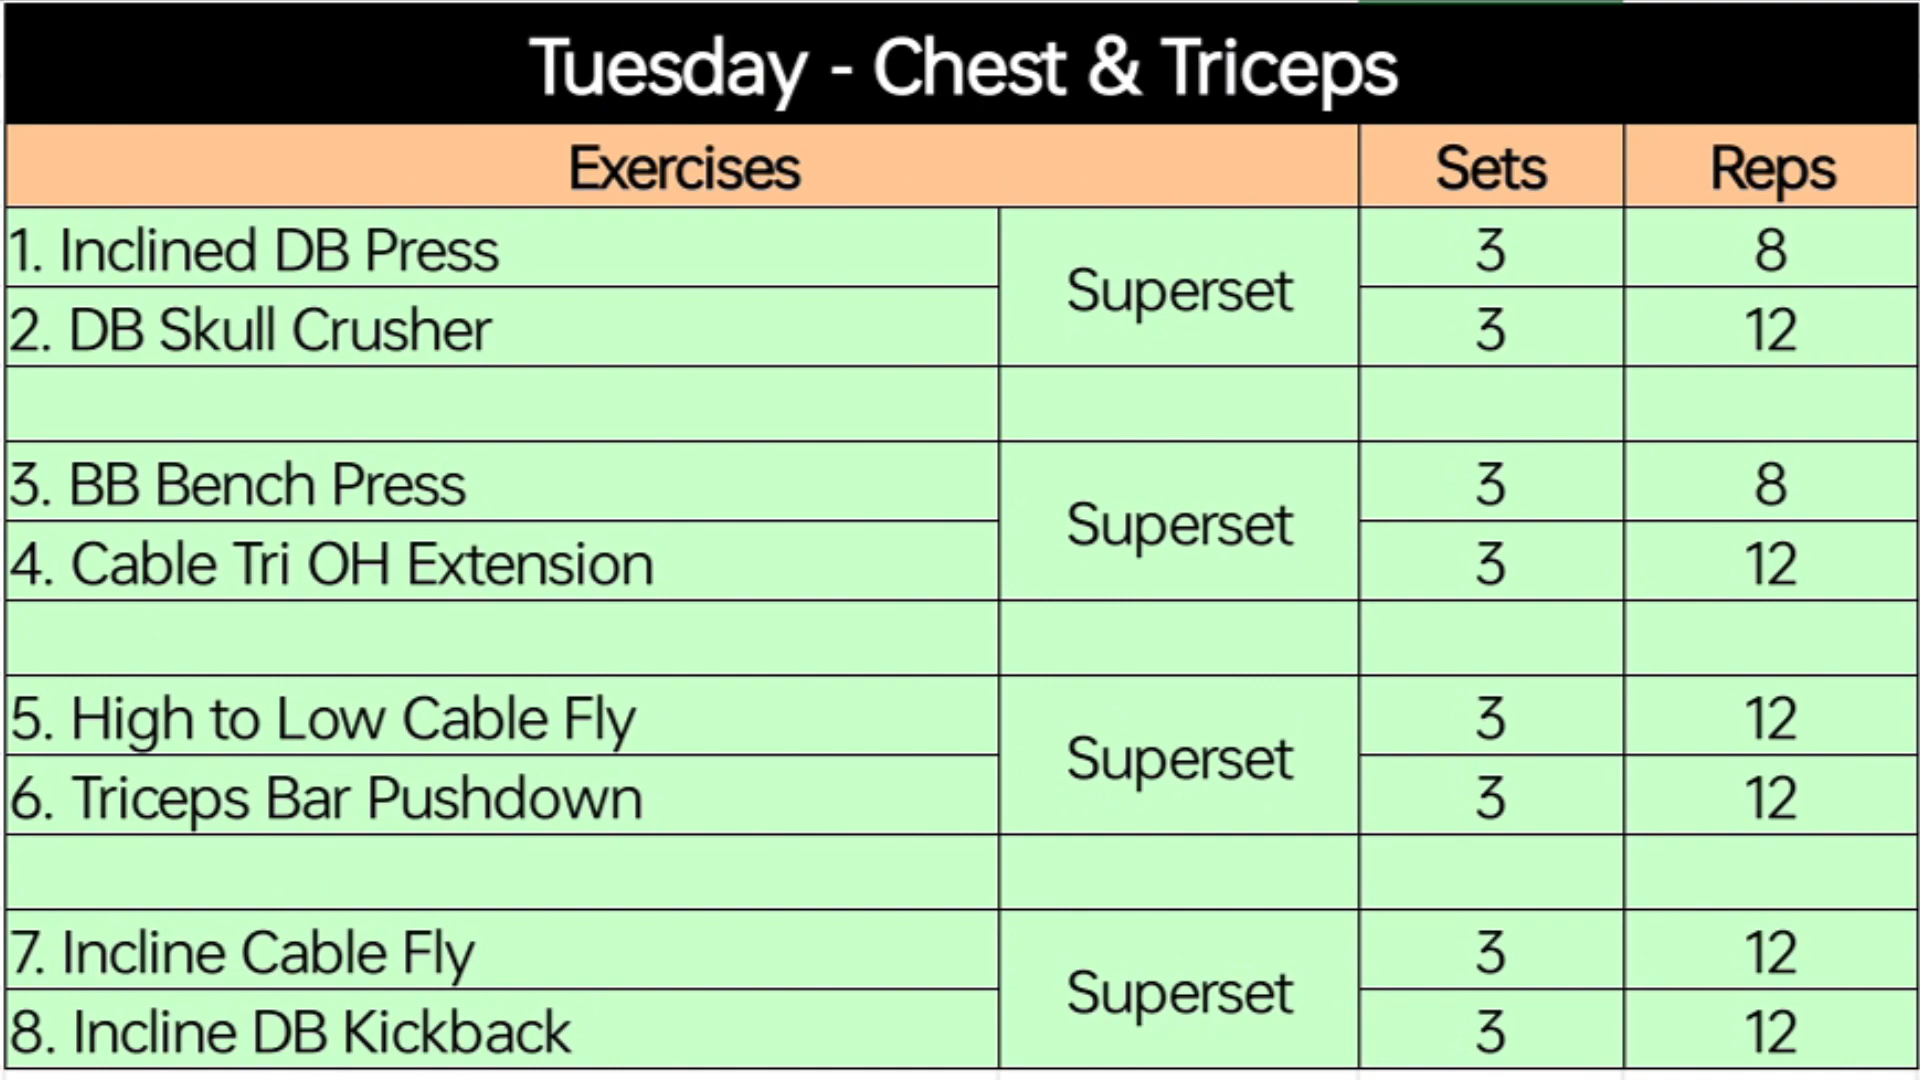 Tuesday - Chest & Triceps
Exercises Sets Reps
1. Inclined DB Press Superset 3 8
2. DB Skull Crusher 3 12
3. BB Bench Press Superset 3 8
4. Cable Tri OH Extension 3 12
5. High to Low Cable Fly Superset 3 12
6. Triceps Bar Pushdown 3 12
7. Incline Cable Fly Superset 3 12
8. Incline DB Kickback 3 12